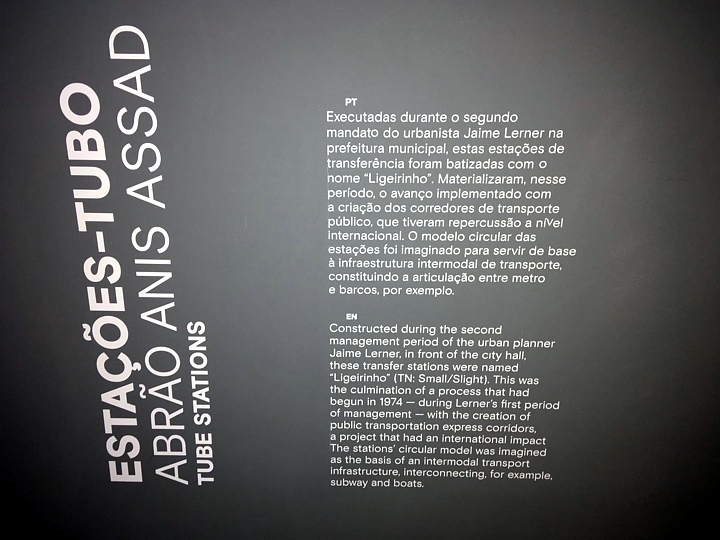 ESTAÇÕES-TUBO
ABRÃO ANIS ASSAD
TUBE STATIONS
PT
Executadas durante o segundo
mandato do urbanista Jaime Lerner na
prefeitura municipal, estas estações de
transferência foram batizadas com o
nome “Ligeirinho”. Materializaram, nesse
período, o avanço implementado com
a criação dos corredores de transporte
público, que tiveram repercussão a nível
internacional. O modelo circular das
estações foi imaginado para servir de base
à infraestrutura intermodal de transporte,
constituindo a articulação entre metro
e barcos, por exemplo.
EN
Constructed during the second
management period of the urban planner
Jaime Lerner, in front of the city hall,
these transfer stations were named
“Ligeirinho” (TN: Small/Slight). This was
the culmination of a process that had
begun in 1974 — during Lerner’s first period
of management — with the creation of
public transportation express corridors,
a project that had an international impact
The stations’ circular model was imagined
as the basis of an intermodal transport
infrastructure, interconnecting, for example,
subway and boats.